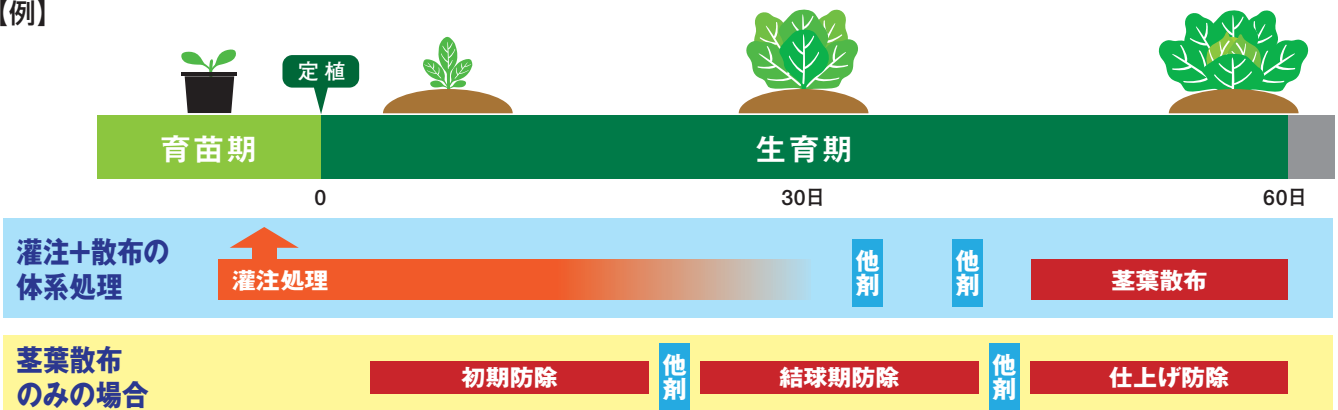 【例】
定植
育苗期
生育期
0
30日
60日
灌注+散布の
体系処理
灌注処理
他剤
他剤
茎葉散布
茎葉散布
のみの場合
初期防除
他剤
結球期防除
他剤
仕上げ防除